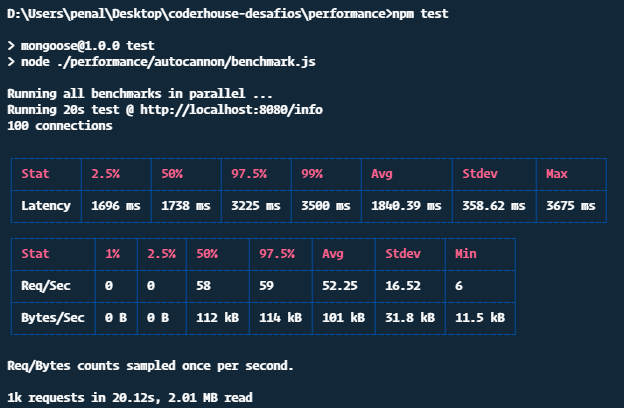 D:\Users\penal\Desktop\coderhouse-desafios\performance>npm test
> mongoose@1.0.0 test
> node ./performance/autocannon/benchmark.js
Running all benchmarks in parallel ...
Running 20s test @ http://localhost:8080/info
100 connections
Stat 2.5% 50% 97.5% 99% Avg Stdev Max
Latency 1696 ms 1738 ms 3225 ms 3500 ms 1840.39 ms 358.62 ms 3675 ms
Stat 1% 2.5% 50% 97.5% Avg Stdev Min
Req/Sec 0 0 58 59 52.25 16.52 6
Bytes/Sec 0 B 0 B 112 kB 114 kB 101 kB 31.8 kB 11.5 kB
Req/Bytes counts sampled once per second.
1k requests in 20.12s, 2.01 MB read